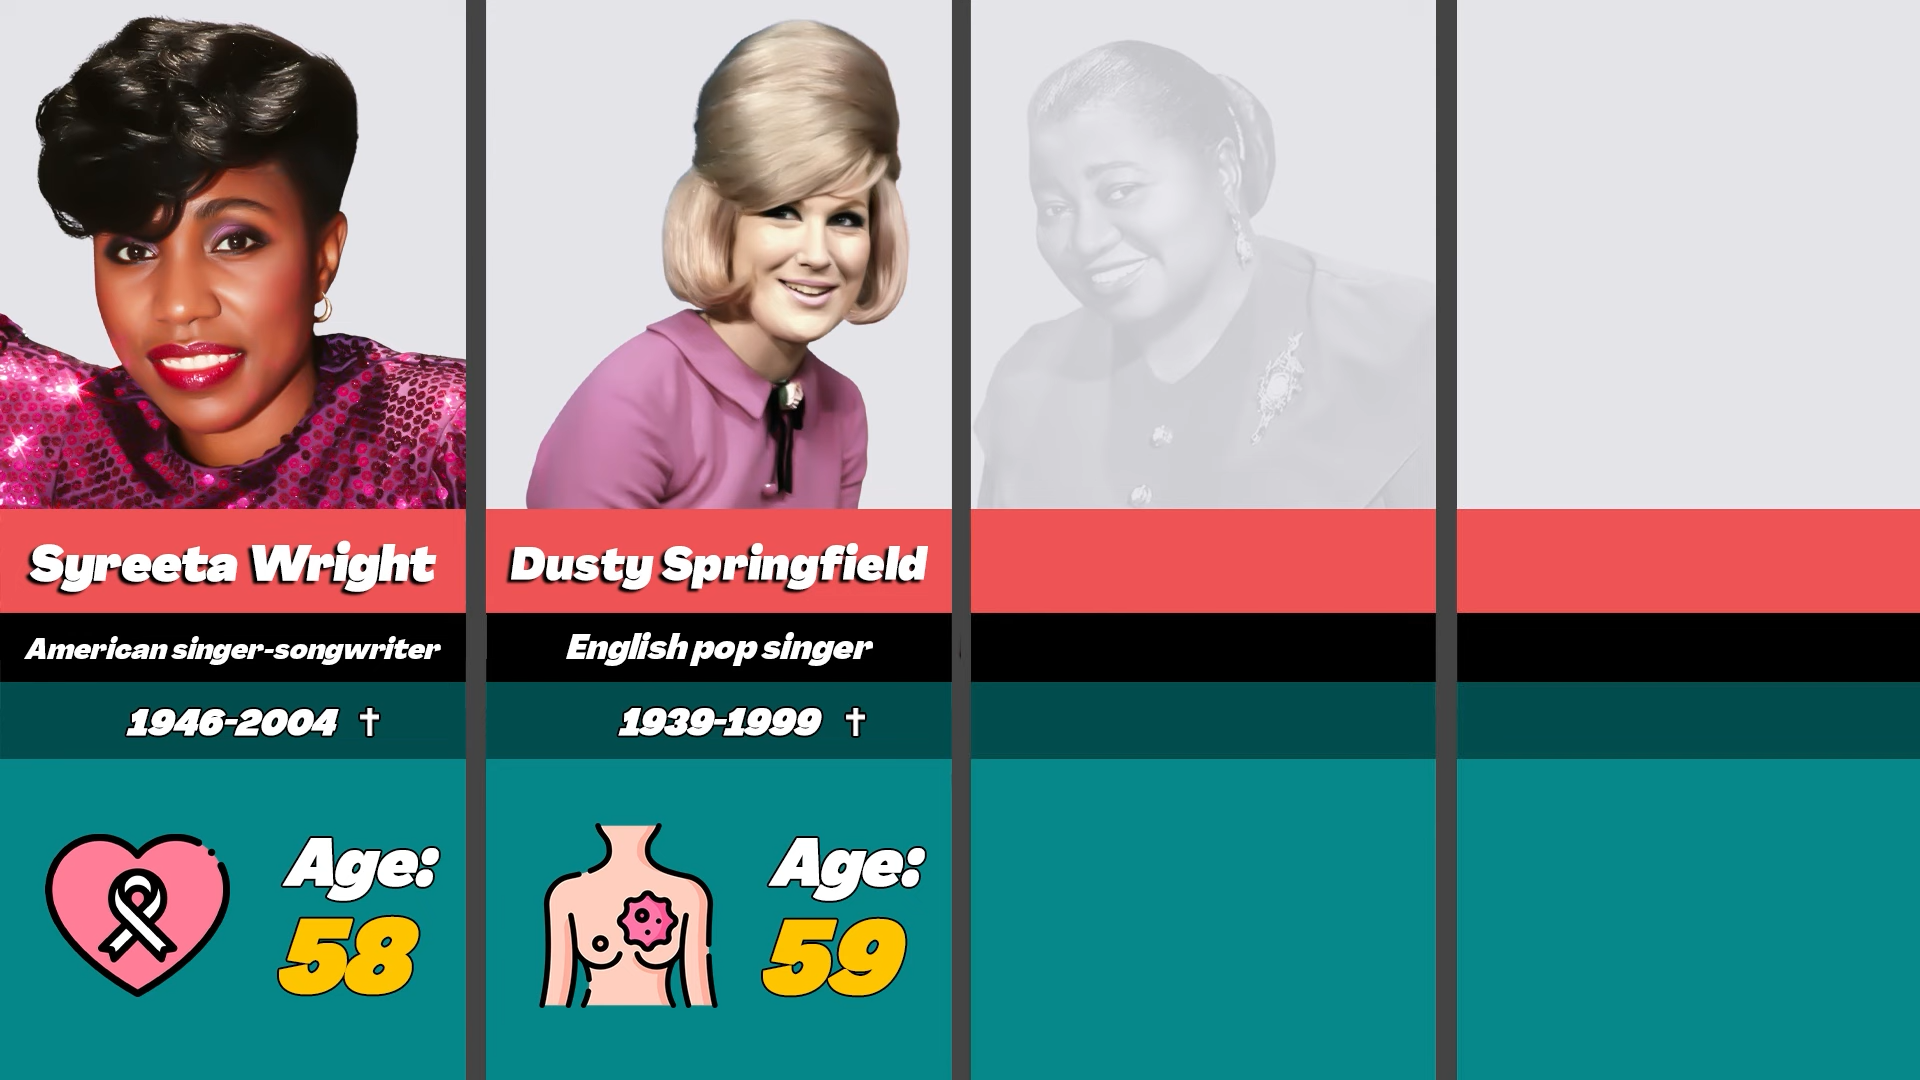 Syreeta Wright
American singer-songwriter
1946-2004 †
Age:
58
Dusty Springfield
English pop singer
1939-1999 †
Age:
59